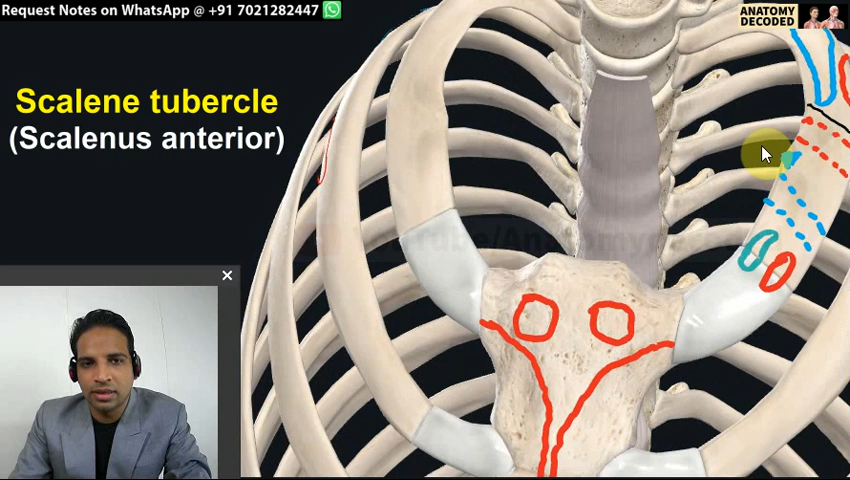 Request Notes on WhatsApp @ +91 7021282447
ANATOMY
DECODED
Scalene tubercle
(Scalenus anterior)